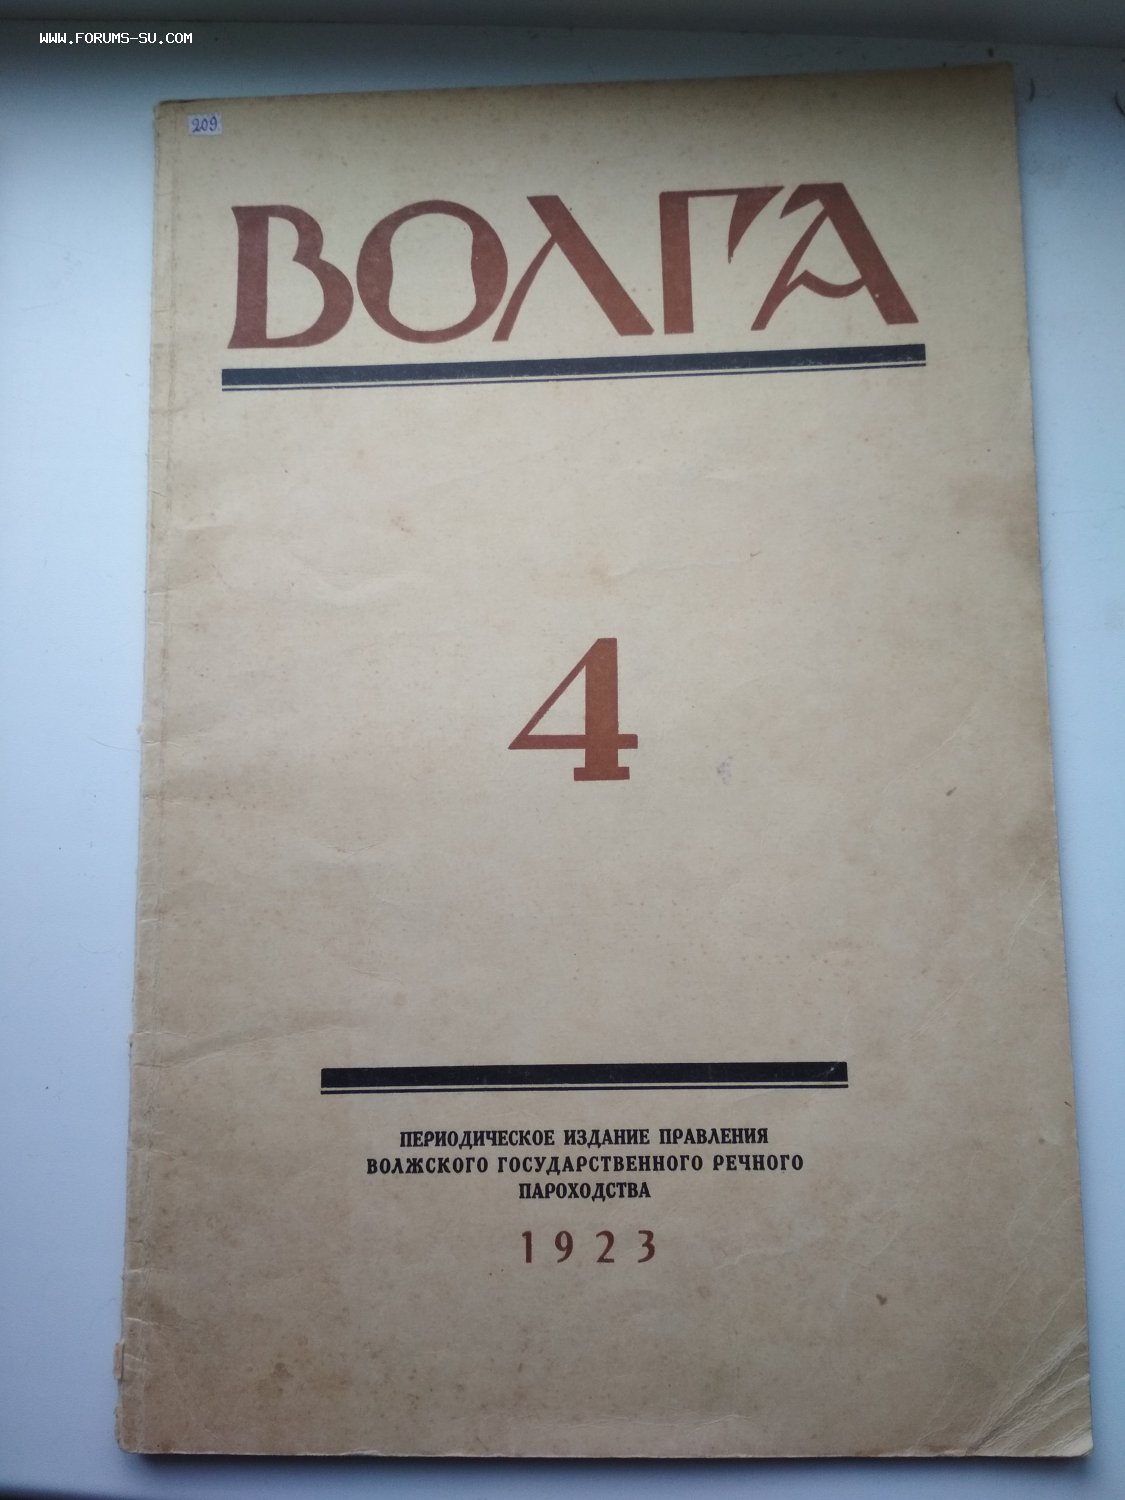 WWW.FORUMS-SU.COM
209
ВОЛГА
4
ПЕРИОДИЧЕСКОЕ ИЗДАНИЕ ПРАВЛЕНИЯ
ВОЛЖСКОГО ГОСУДАРСТВЕННОГО РЕЧНОГО
ПАРОХОДСТВА
1923